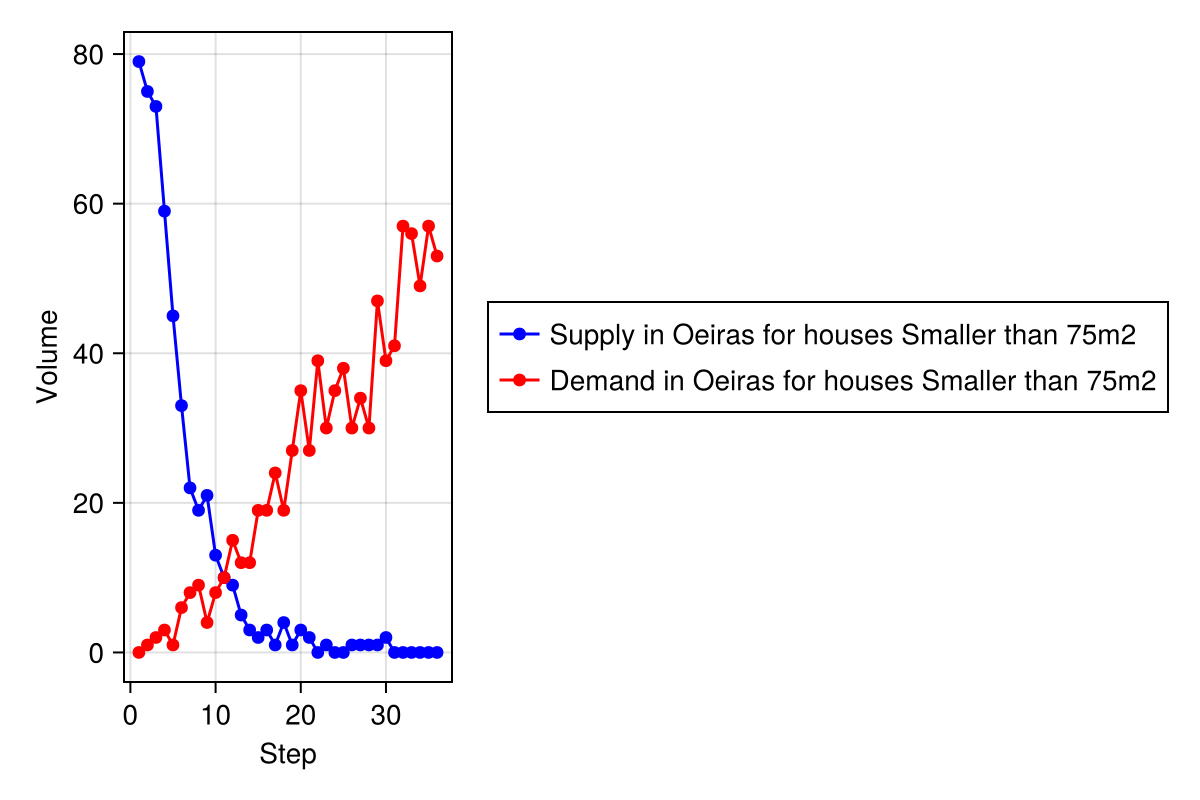 80
60
40
20
0
Volume
0 10 20 30
Step
Supply in Oeiras for houses Smaller than 75m2
Demand in Oeiras for houses Smaller than 75m2